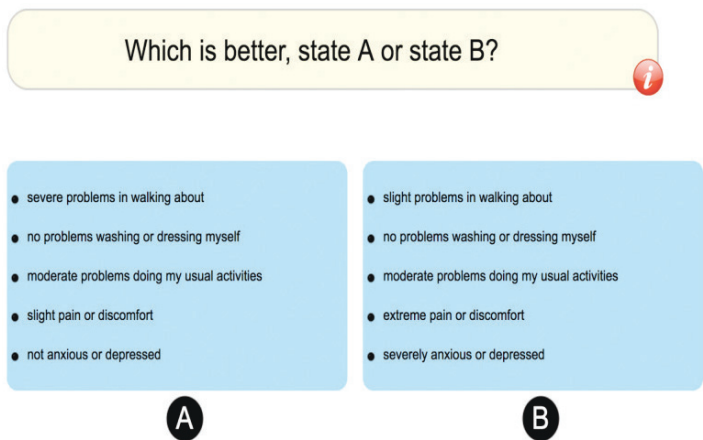 Which is better, state A or state B?
i
• severe problems in walking about
• no problems washing or dressing myself
• moderate problems doing my usual activities
• slight pain or discomfort
• not anxious or depressed
A
• slight problems in walking about
• no problems washing or dressing myself
• moderate problems doing my usual activities
• extreme pain or discomfort
• severely anxious or depressed
B